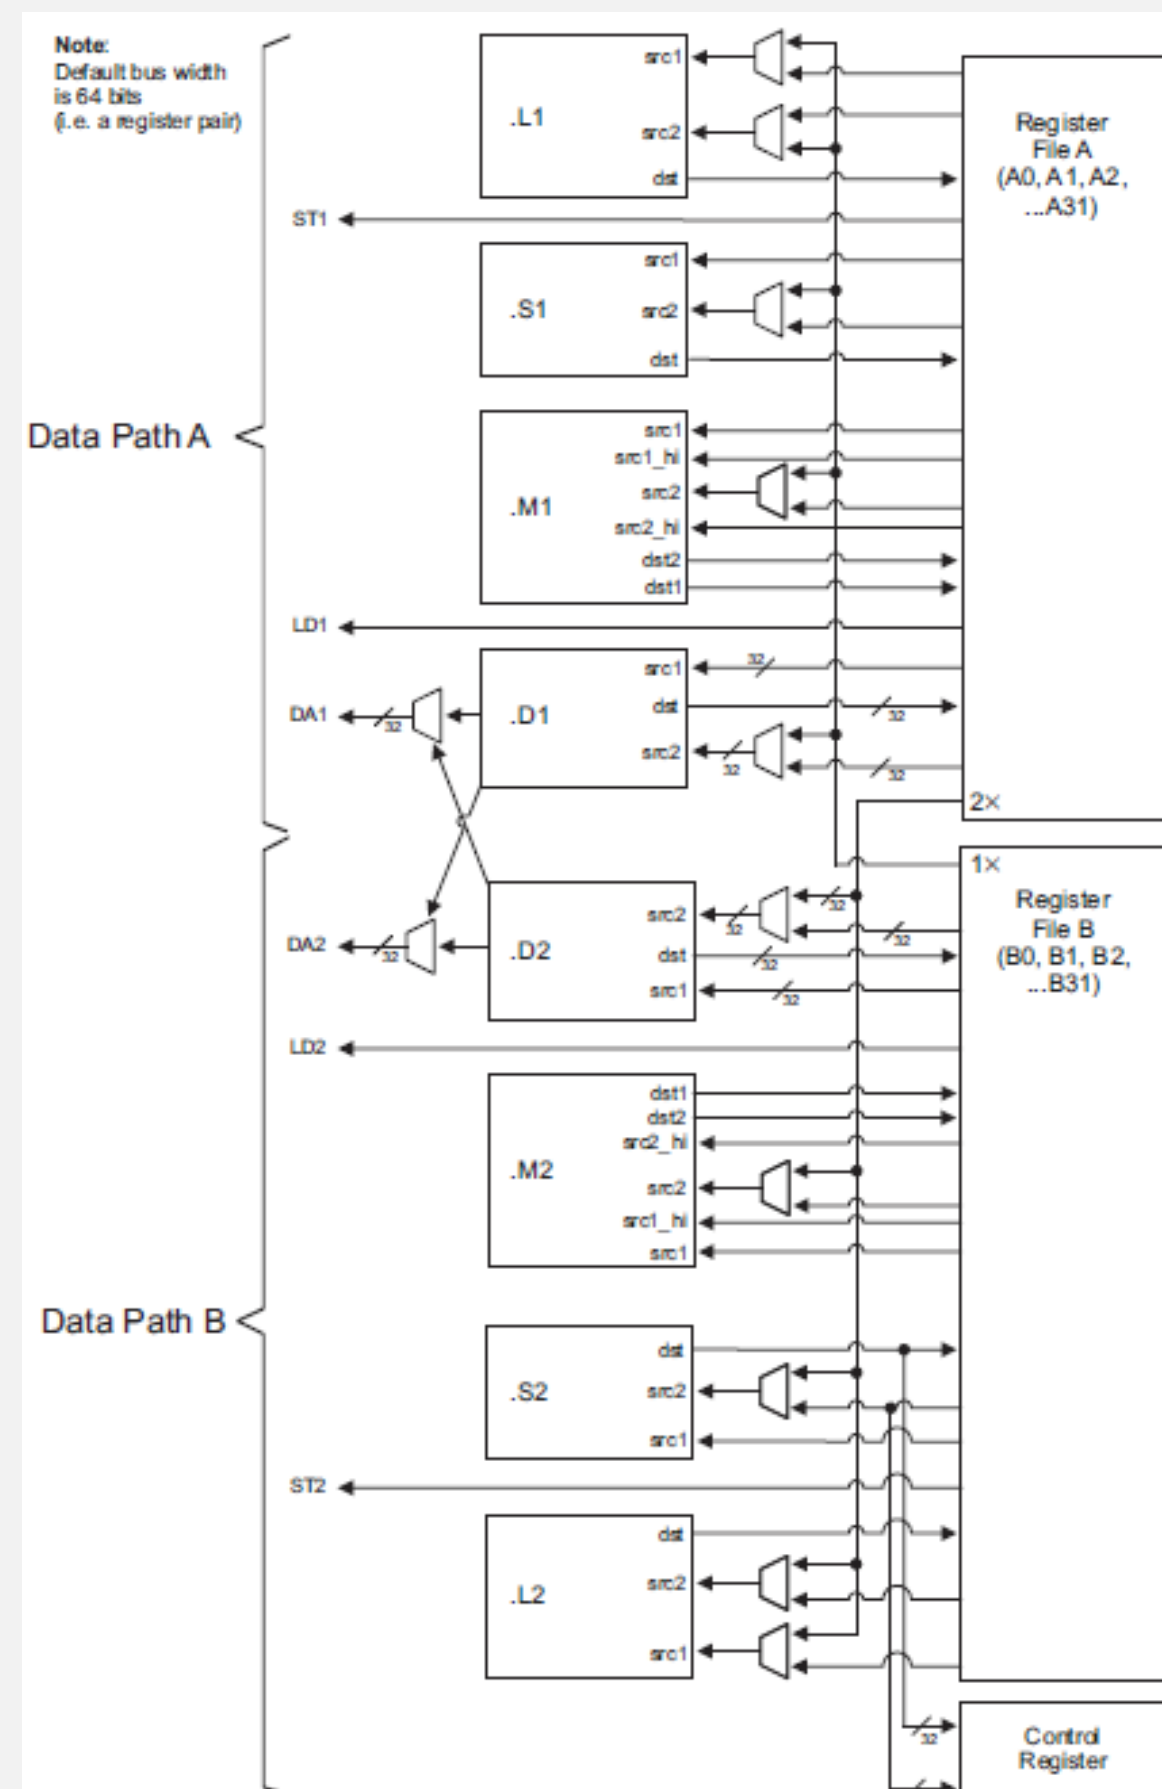 Note:
Default bus width
is 64 bits
(i.e. a register pair)
src1
.L1
src2
dst
Register
File A
(A0, A1, A2,
...A31)
ST1
src1
.S1
src2
dst
Data Path A
src1
src1_hi
src2
.M1
src2_hi
dst2
dst1
LD1
src1
32
DA1
32
.D1
dst
32
src2
32
32
2×
1×
Register
File B
(B0, B1, B2,
...B31)
DA2
32
.D2
src2
32
32
32
dst
32
src1
32
LD2
dst1
dst2
src2_hi
.M2
src2
src1_hi
src1
Data Path B
dst
.S2
src2
src1
ST2
dst
.L2
src2
src1
32
Control
Register